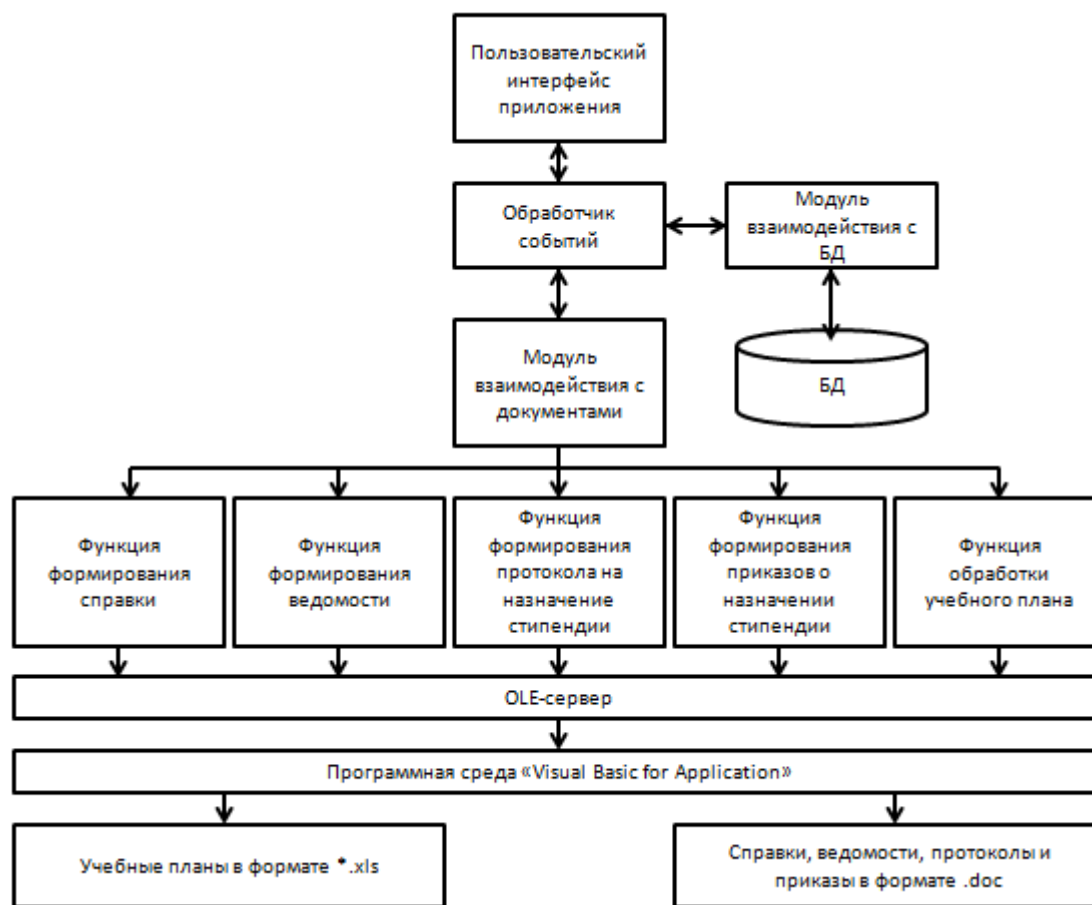 Пользовательский
интерфейс
приложения
Обработчик
событий
Модуль
взаимодействия с
БД
Модуль
взаимодействия с
документами
БД
Функция
формирования
справки
Функция
формирования
ведомости
Функция
формирования
протокола на
назначение
стипендии
Функция
формирования
приказов о
назначении
стипендии
Функция
обработки
учебного плана
OLE-сервер
Программная среда «Visual Basic for Application»
Учебные планы в формате *.xls
Справки, ведомости, протоколы и
приказы в формате .doc